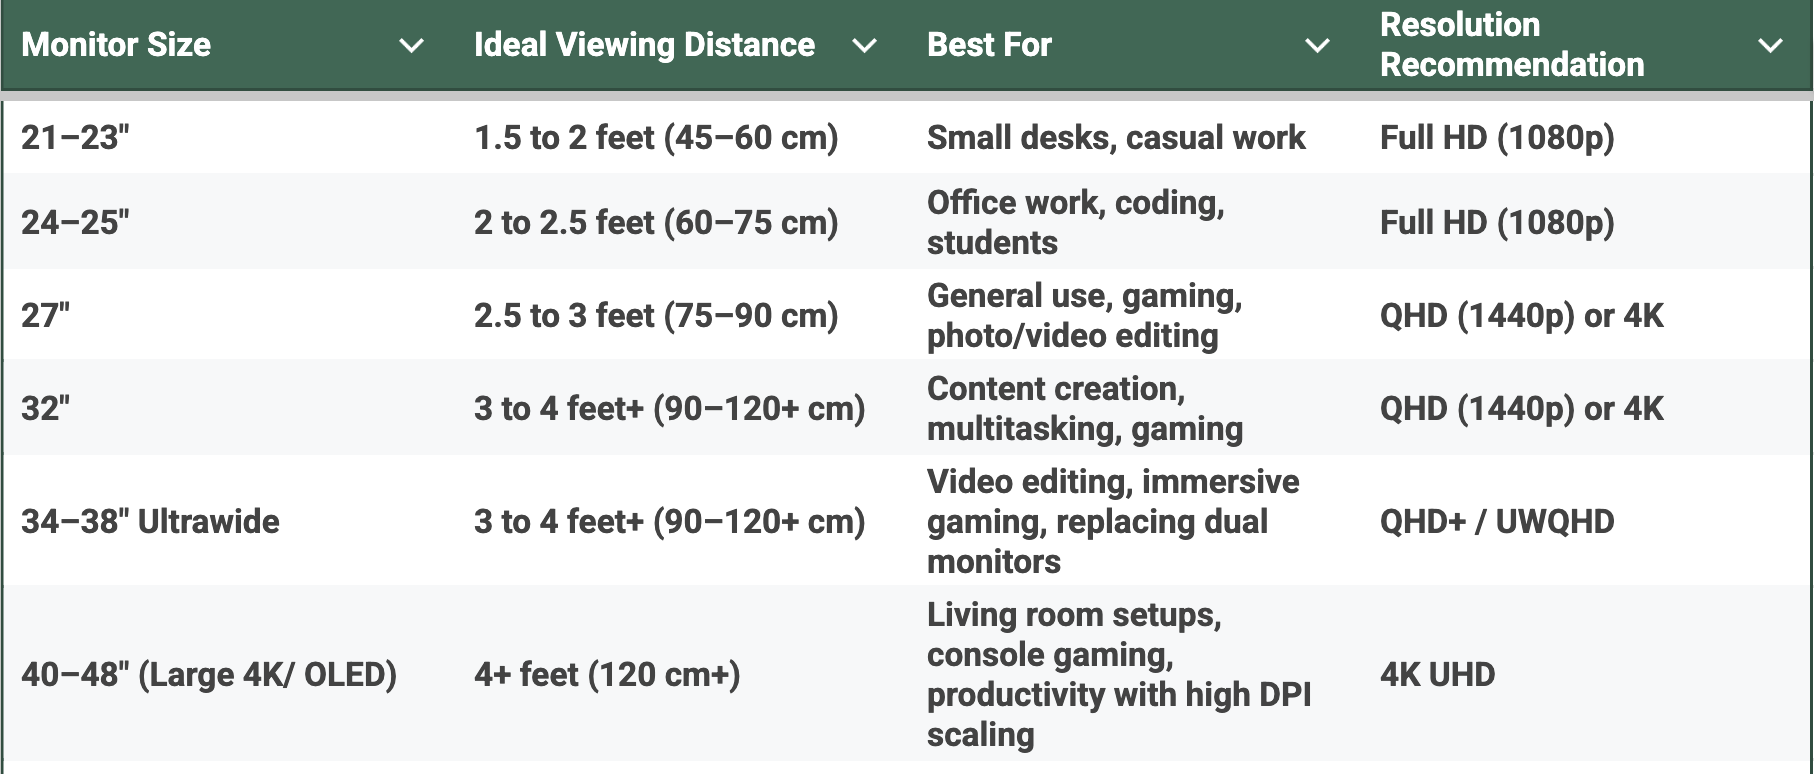 Monitor Size
Ideal Viewing Distance
Best For
Resolution
Recommendation
21–23"
1.5 to 2 feet (45–60 cm)
Small desks, casual work
Full HD (1080p)
24–25"
2 to 2.5 feet (60–75 cm)
Office work, coding,
students
Full HD (1080p)
27"
2.5 to 3 feet (75–90 cm)
General use, gaming,
photo/video editing
QHD (1440p) or 4K
32"
3 to 4 feet+ (90–120+ cm)
Content creation,
multitasking, gaming
QHD (1440p) or 4K
34–38" Ultrawide
3 to 4 feet+ (90–120+ cm)
Video editing, immersive
gaming, replacing dual
monitors
QHD+ / UWQHD
40–48" (Large 4K/ OLED)
4+ feet (120 cm+)
Living room setups,
console gaming,
productivity with high DPI
scaling
4K UHD